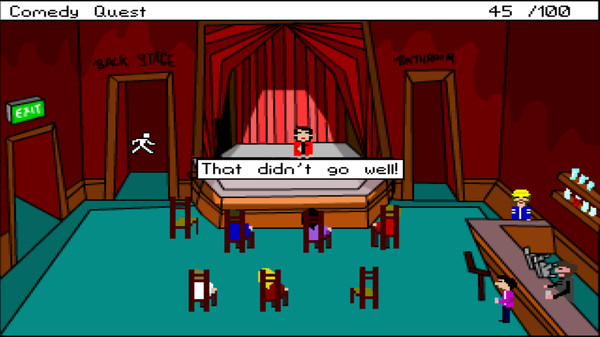 Comedy Quest 45 /100
BACK STAGE
BATHROOM
EXIT
That didn't go well!